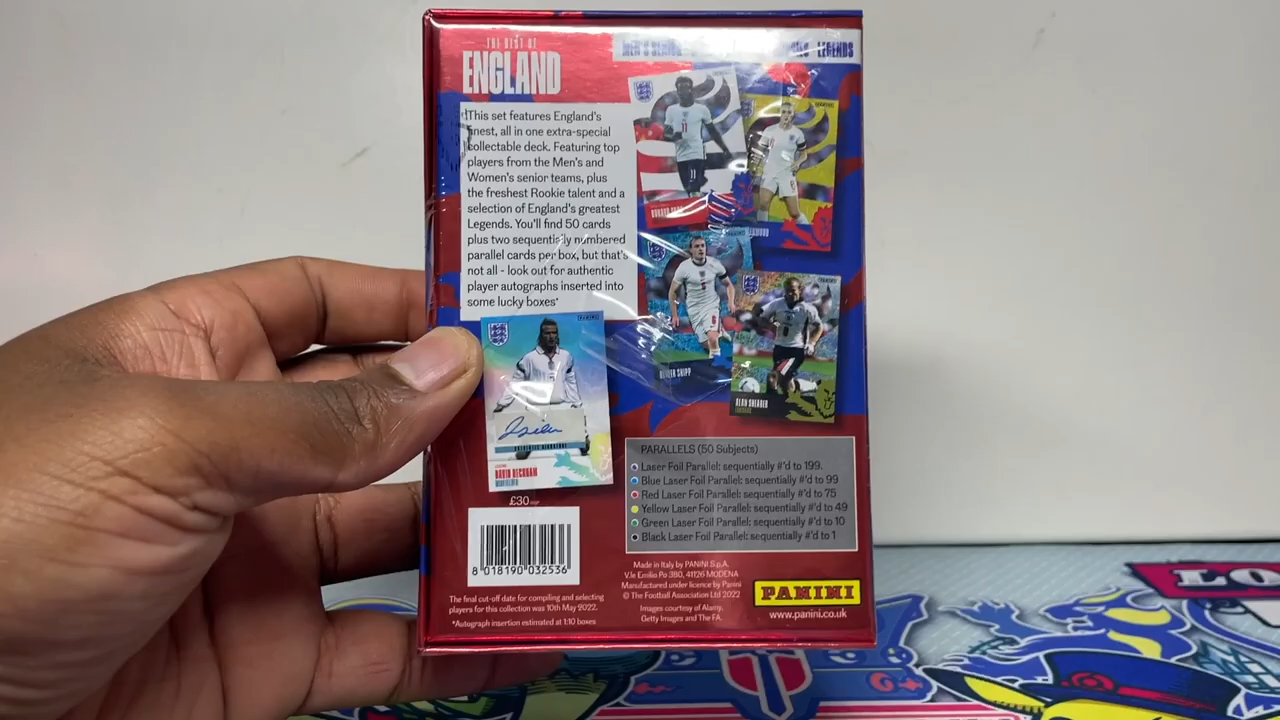 THE BEST OF
ENGLAND
MEN'S SENIOR
LEGENDS
This set features England's
finest, all in one extra-special
collectable deck. Featuring top
players from the Men's and
Women's senior teams, plus
the freshest Rookie talent and a
selection of England's greatest
Legends. You'll find 50 cards
plus two sequentially numbered
parallel cards per box, but that's
not all - look out for authentic
player autographs inserted into
some lucky boxes*
11
11
OLIVER SKIPP
ALAN SHEARER
DAVID BECKHAM
£30
PARALLELS (50 Subjects)
Laser Foil Parallel: sequentially #'d to 199.
Blue Laser Foil Parallel: sequentially #'d to 99
Red Laser Foil Parallel: sequentially #'d to 75
Yellow Laser Foil Parallel: sequentially #'d to 49
Green Laser Foil Parallel: sequentially #'d to 10
Black Laser Foil Parallel: sequentially #'d to 1
8 018190 032536
The final cut-off date for compiling and selecting
players for this collection was 10th May 2022.
*Autograph insertion estimated at 1:10 boxes
Made in Italy by PANINI S.p.A.
V.le Emilio Po 380, 41126 MODENA
Manufactured under licence by Panini
© The Football Association Ltd 2022
Images courtesy of Alamy,
Getty Images and The FA.
PANINI
www.panini.co.uk
LO